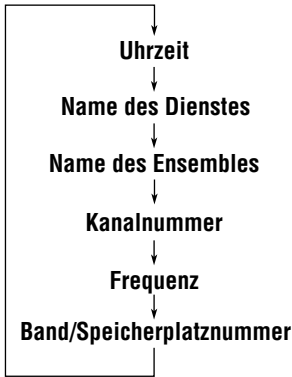 Uhrzeit
Name des Dienstes
Name des Ensembles
Kanalnummer
Frequenz
Band/Speicherplatznummer